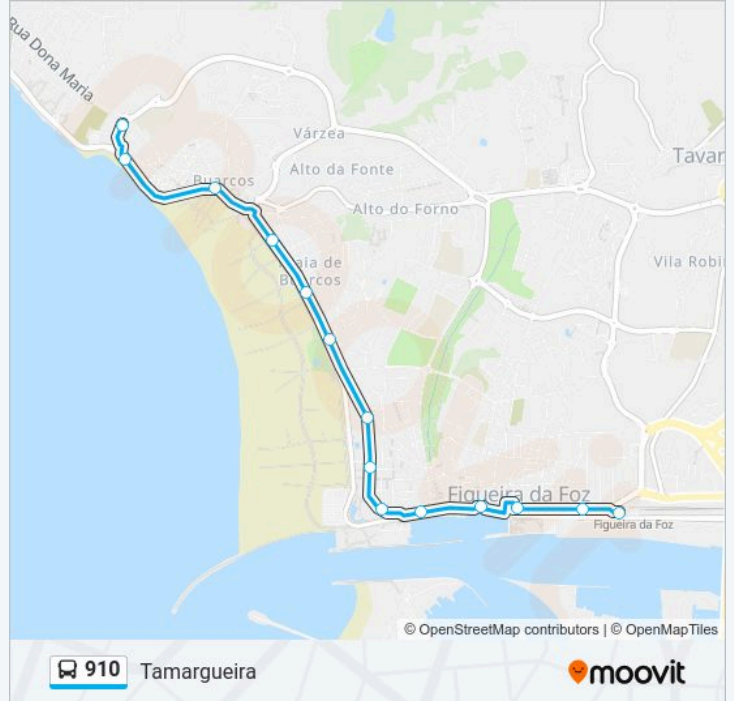 Rua Dona Maria
Várzea
Tavar
Alto da Fonte
Buarcos
Alto do Forno
Praia de
Buarcos
Vila Robi
Figueira da Foz
Figueira da Foz
© OpenStreetMap contributors | © OpenMapTiles
910 Tamargueira
moovit